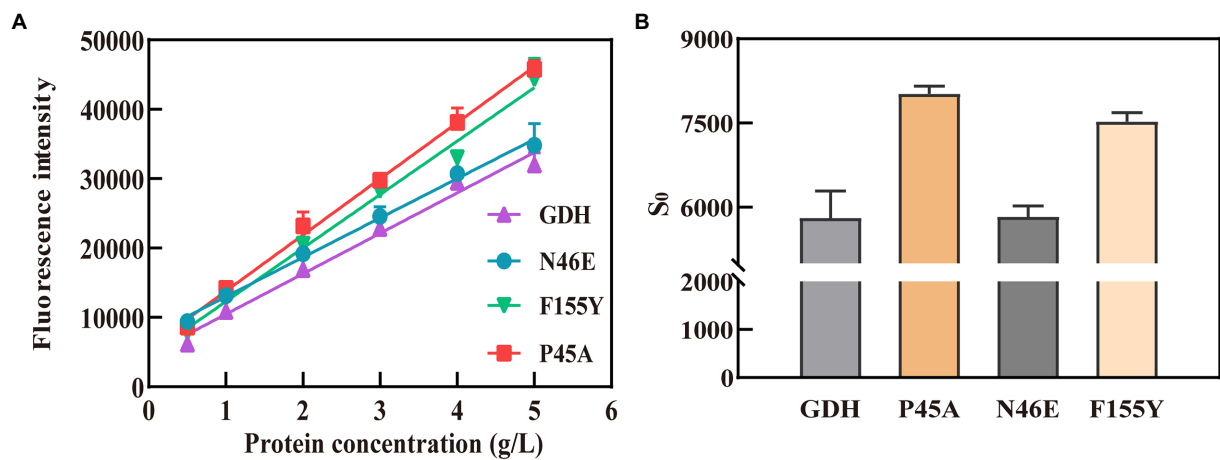 A
Fluorescence intensity
50000
40000
30000
20000
10000
0
0 1 2 3 4 5 6
Protein concentration (g/L)
GDH
N46E
F155Y
P45A
B
S₀
9000
7500
6000
2000
1000
0
GDH P45A N46E F155Y